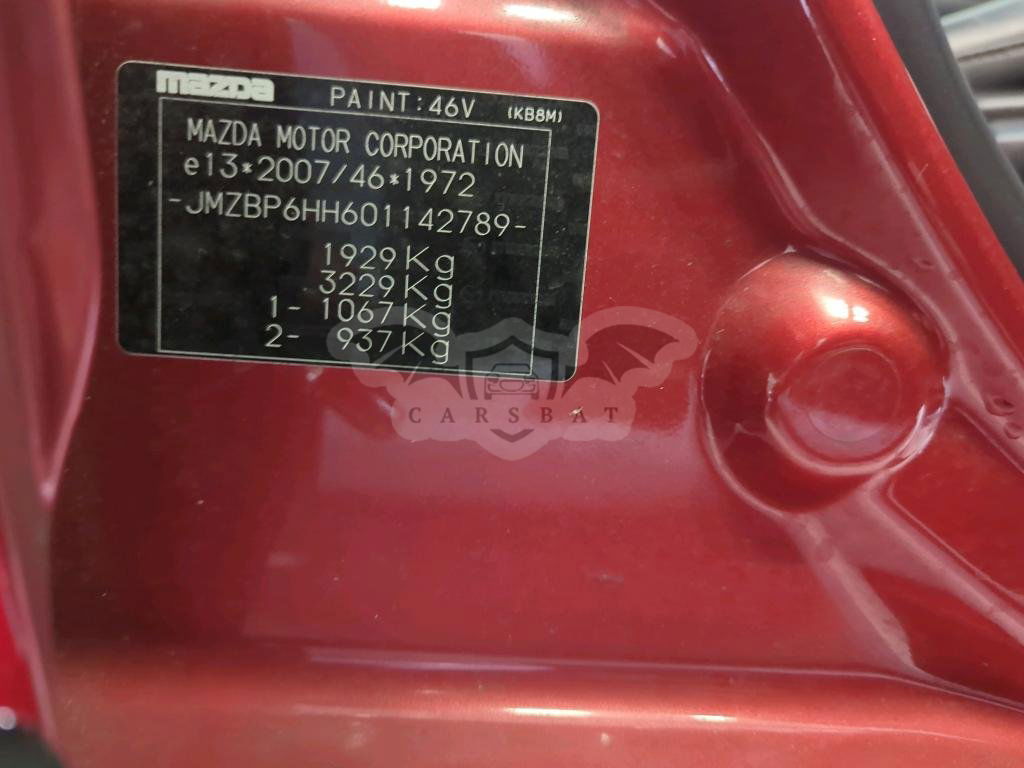 mazda PAINT:46V (KB8M)
MAZDA MOTOR CORPORATION
e13*2007/46*1972
-JMZBP6HH601142789-
1929Kg
3229Kg
1- 1067Kg
2- 937Kg
CARSBAT